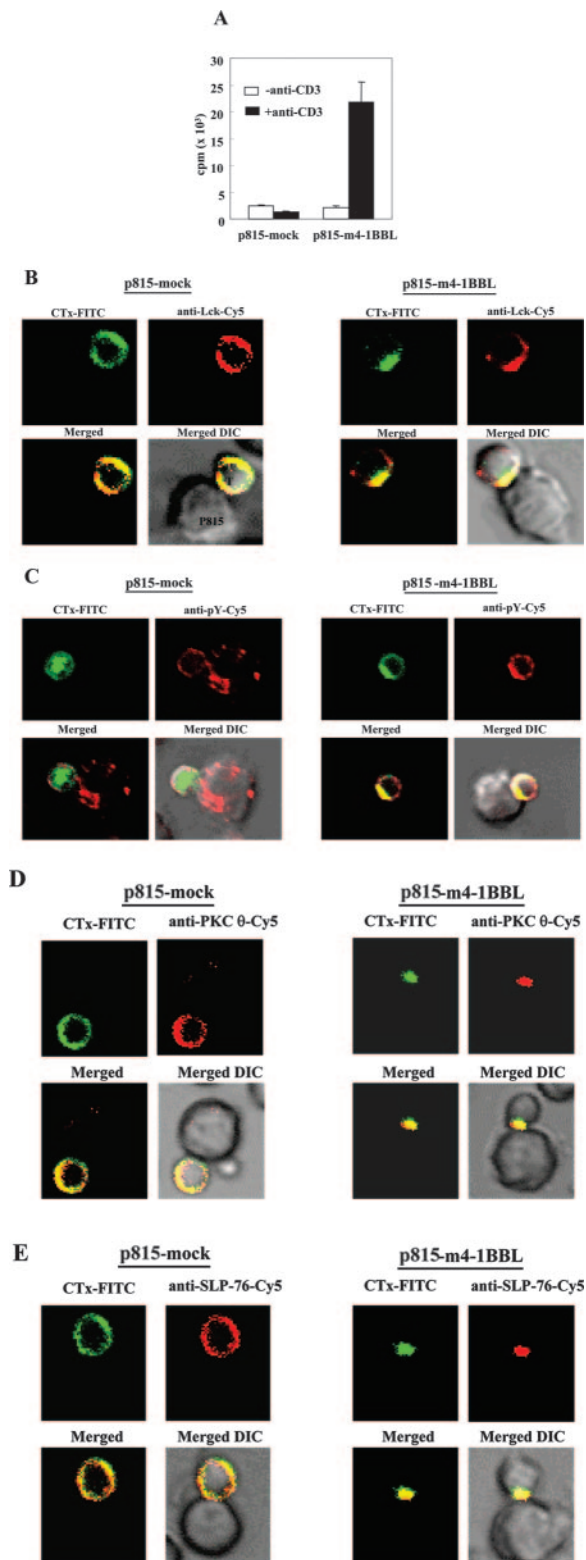 A
30
25
20
15
10
5
0
cpm (x 10³)
-anti-CD3
+anti-CD3
p815-mock p815-m4-1BBL
B
p815-mock p815-m4-1BBL
CTx-FITC anti-Lck-Cy5 CTx-FITC anti-Lck-Cy5
Merged Merged DIC Merged Merged DIC
P815
C
p815-mock p815-m4-1BBL
CTx-FITC anti-pY-Cy5 CTx-FITC anti-pY-Cy5
Merged Merged DIC Merged Merged DIC
D
p815-mock p815-m4-1BBL
CTx-FITC anti-PKC θ-Cy5 CTx-FITC anti-PKC θ-Cy5
Merged Merged DIC Merged Merged DIC
E
p815-mock p815-m4-1BBL
CTx-FITC anti-SLP-76-Cy5 CTx-FITC anti-SLP-76-Cy5
Merged Merged DIC Merged Merged DIC